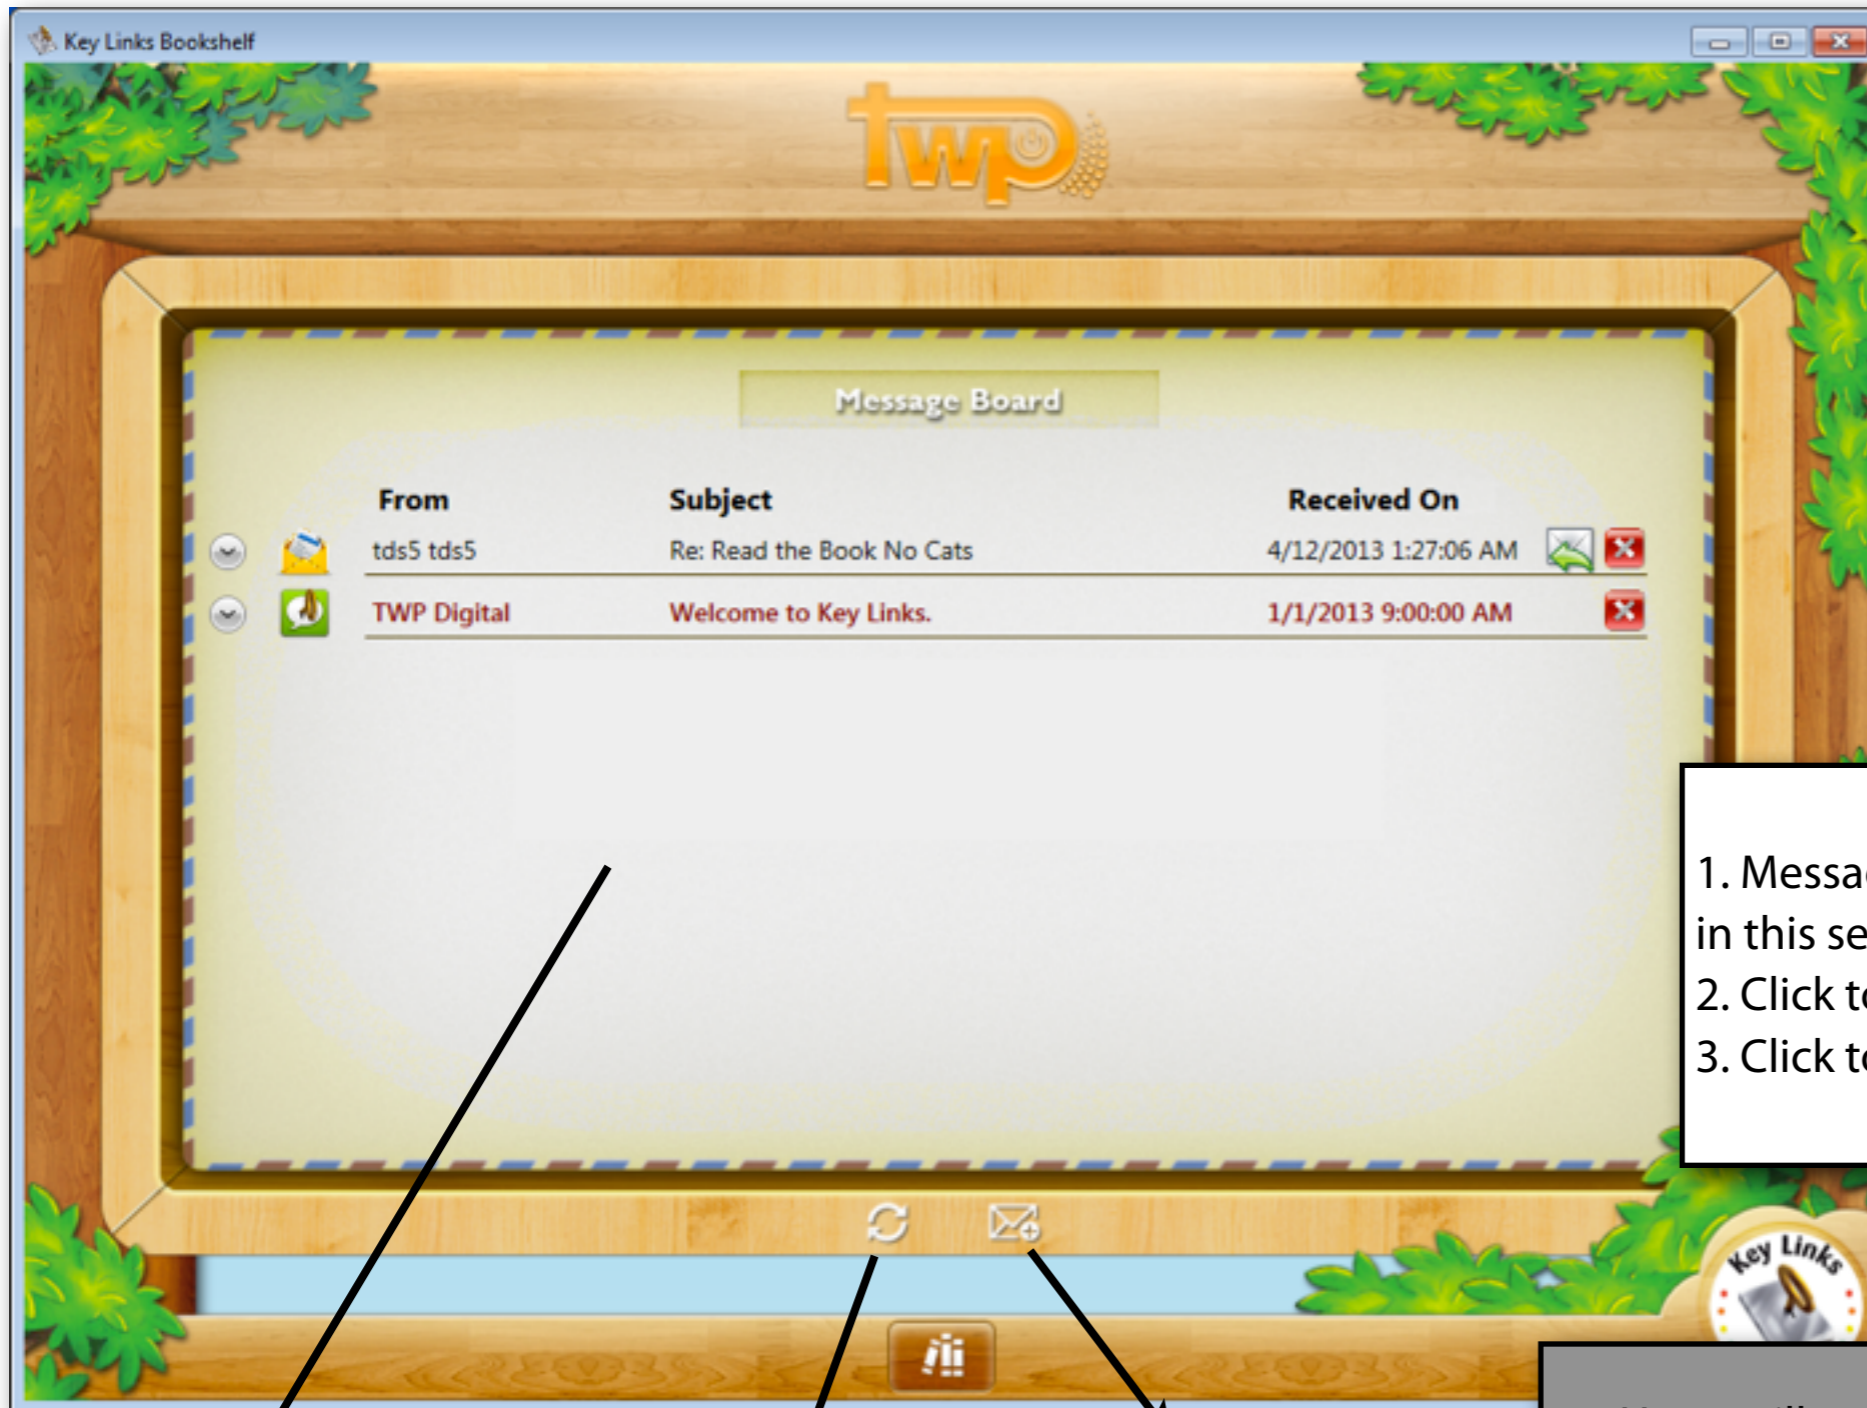 Key Links Bookshelf
twp
Message Board
From Subject Received On
tds5 tds5 Re: Read the Book No Cats 4/12/2013 1:27:06 AM
TWP Digital Welcome to Key Links. 1/1/2013 9:00:00 AM
1. Messa
in this se
2. Click to
3. Click to
Key Links